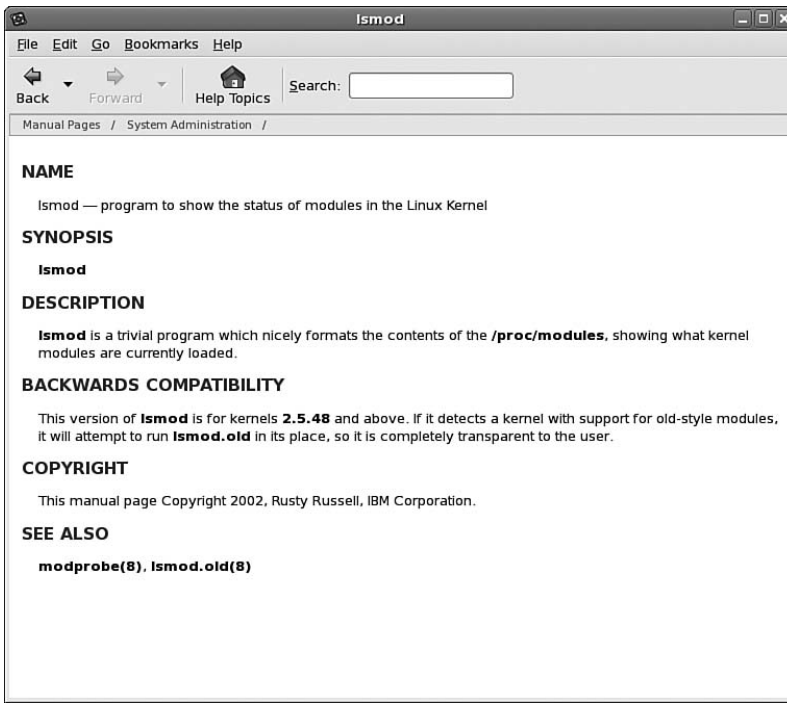 lsmod
File Edit Go Bookmarks Help
Back Forward Help Topics Search:
Manual Pages / System Administration /
NAME
lsmod — program to show the status of modules in the Linux Kernel
SYNOPSIS
lsmod
DESCRIPTION
lsmod is a trivial program which nicely formats the contents of the /proc/modules, showing what kernel
modules are currently loaded.
BACKWARDS COMPATIBILITY
This version of lsmod is for kernels 2.5.48 and above. If it detects a kernel with support for old-style modules,
it will attempt to run lsmod.old in its place, so it is completely transparent to the user.
COPYRIGHT
This manual page Copyright 2002, Rusty Russell, IBM Corporation.
SEE ALSO
modprobe(8), lsmod.old(8)